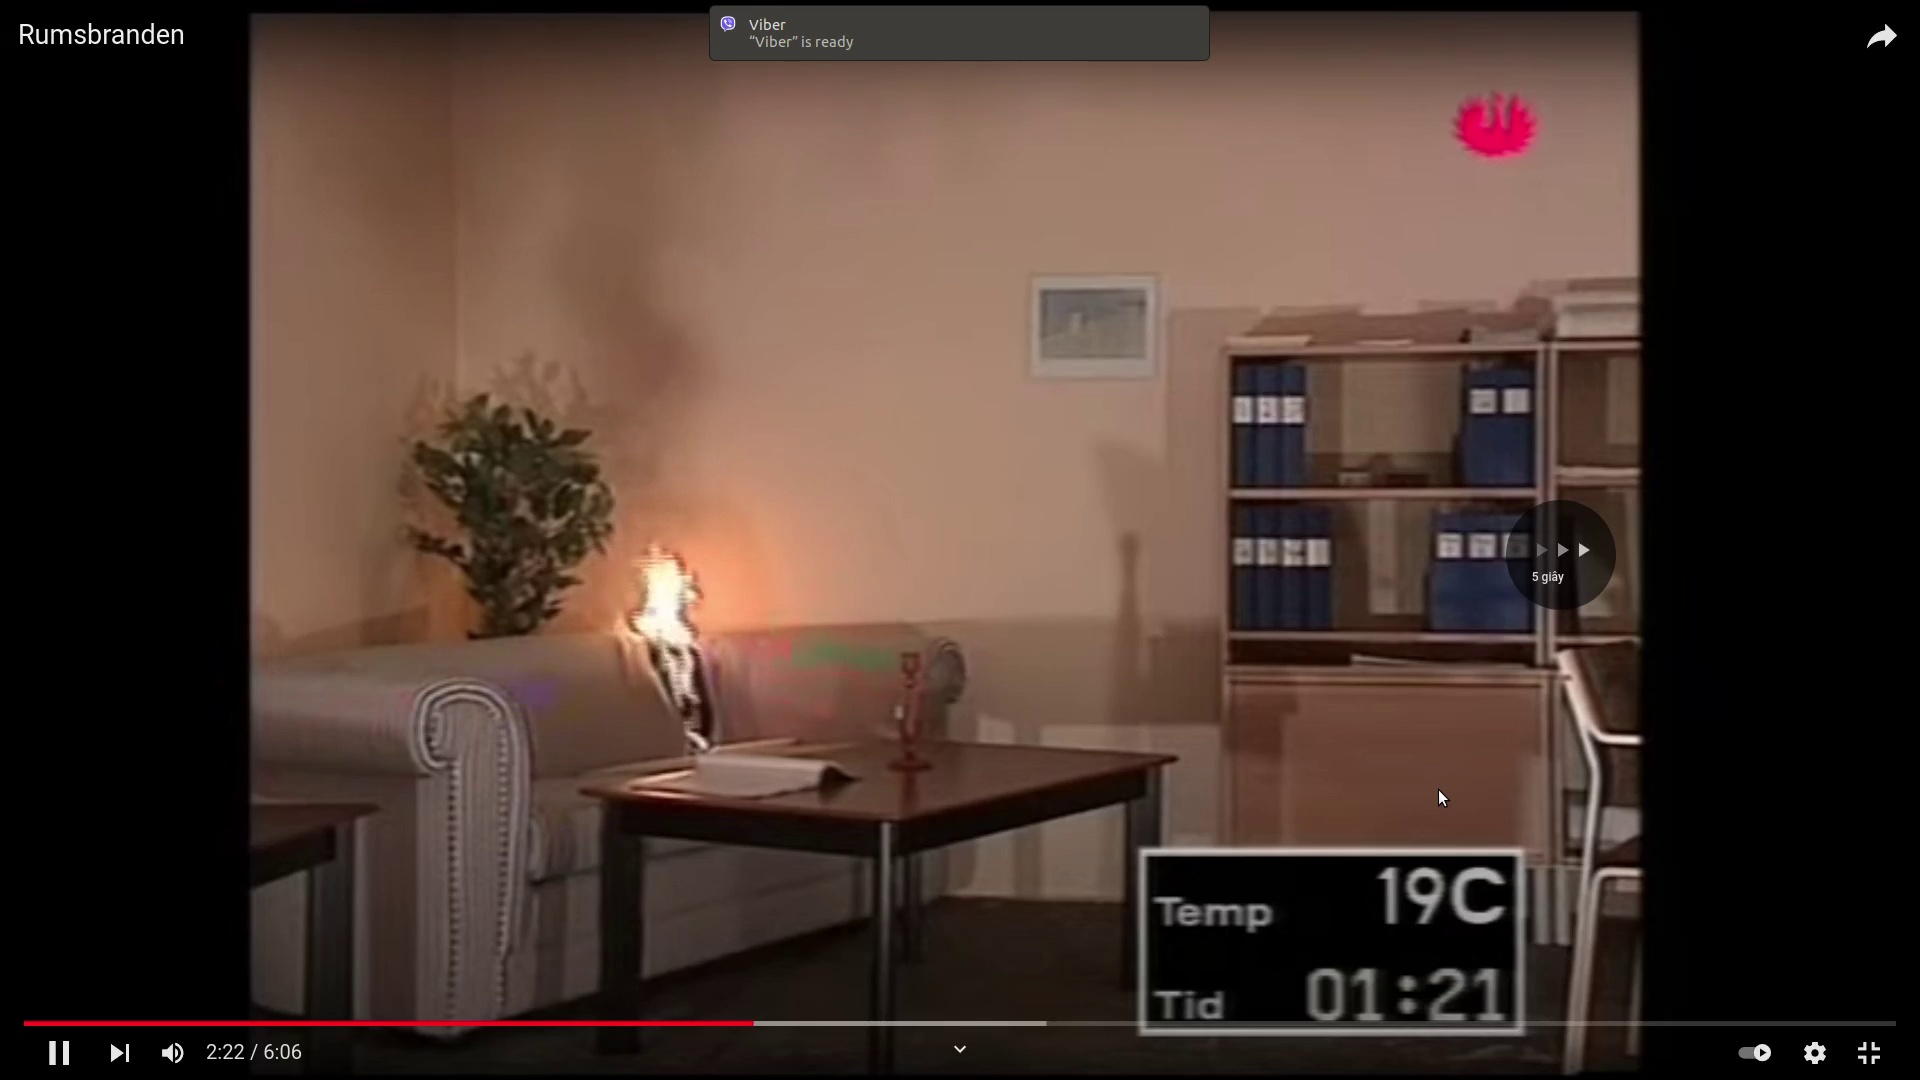 Rumsbranden
Viber
“Viber” is ready
5 giây
Temp 19C
Tid 01:21
2:22 / 6:06